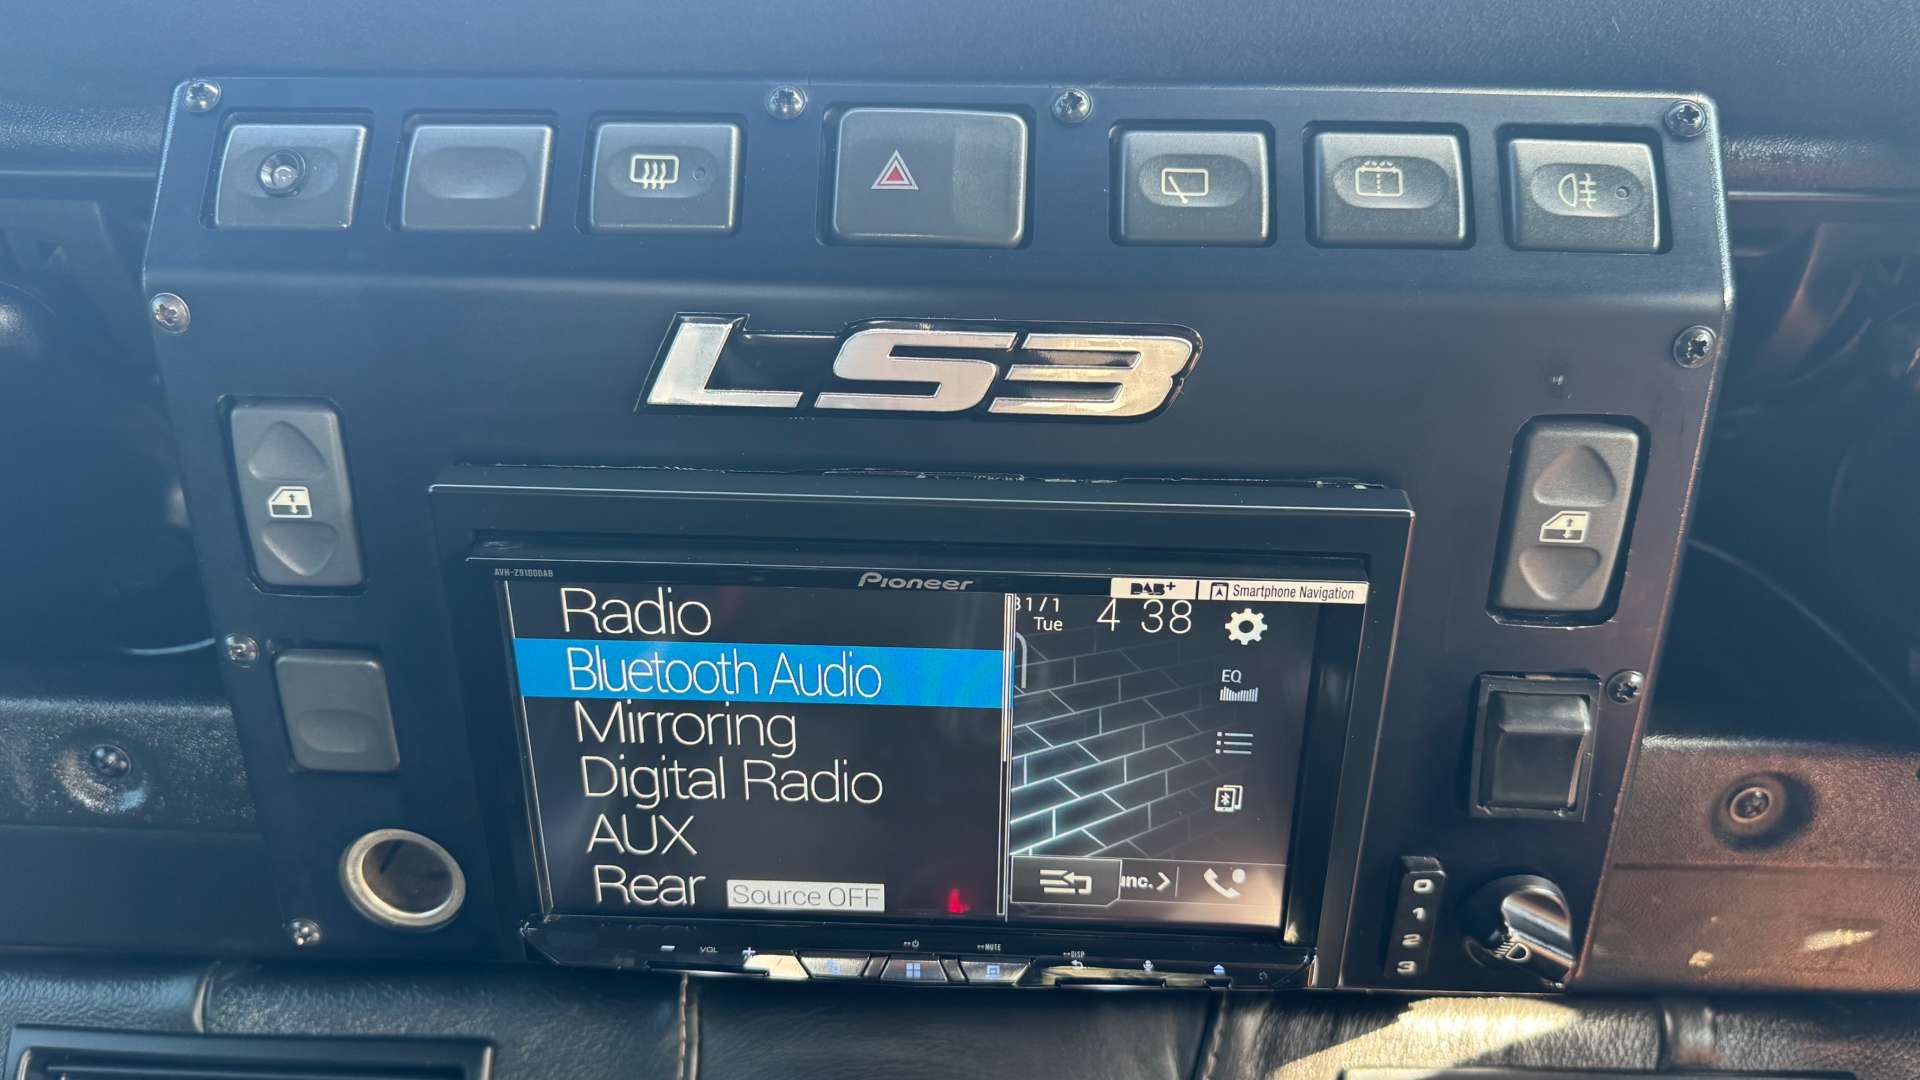 LS3
AVH-Z9100DAB
Pioneer
DAB+
Smartphone Navigation
Radio
Bluetooth Audio
Mirroring
Digital Radio
AUX
Rear
Source OFF
31/1
Tue
4 38
EQ
unc.
VOL
MUTE
DISP
0
1
2
3